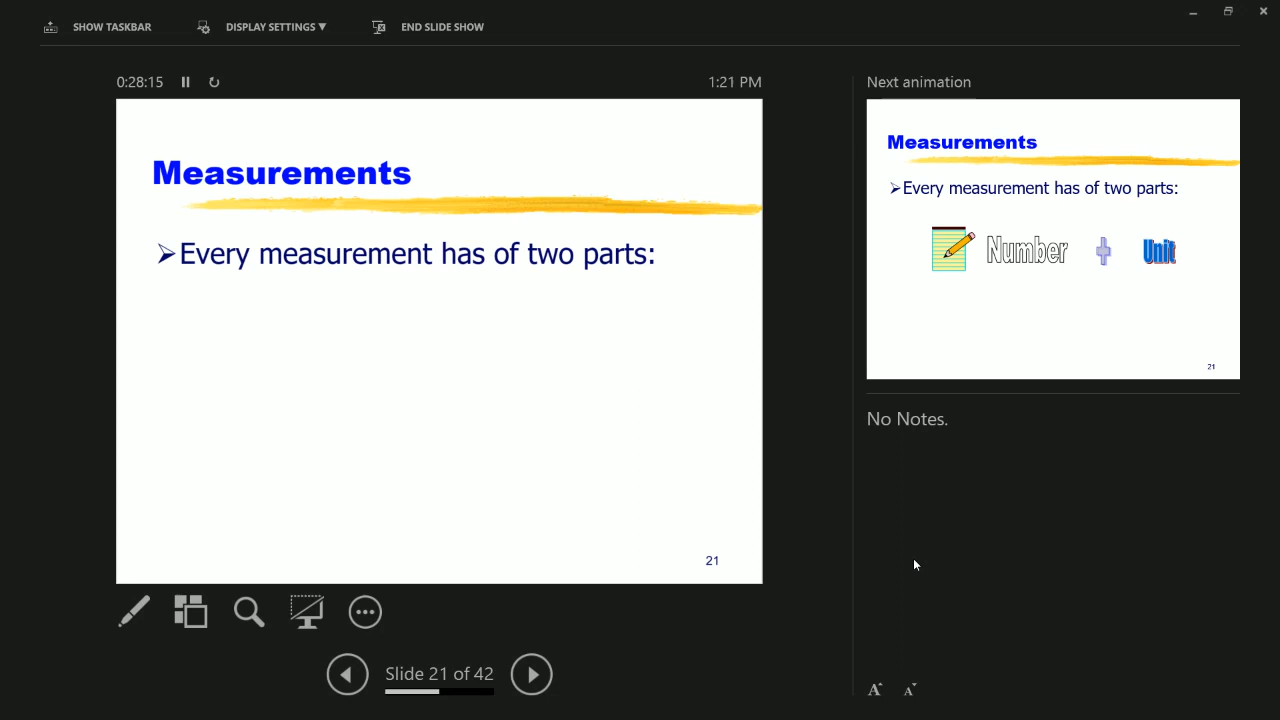 SHOW TASKBAR
DISPLAY SETTINGS ▼
END SLIDE SHOW
0:28:15
1:21 PM
Measurements
➢Every measurement has of two parts:
21
Slide 21 of 42
Next animation
Measurements
➢Every measurement has of two parts:
Number + Unit
21
No Notes.
A A